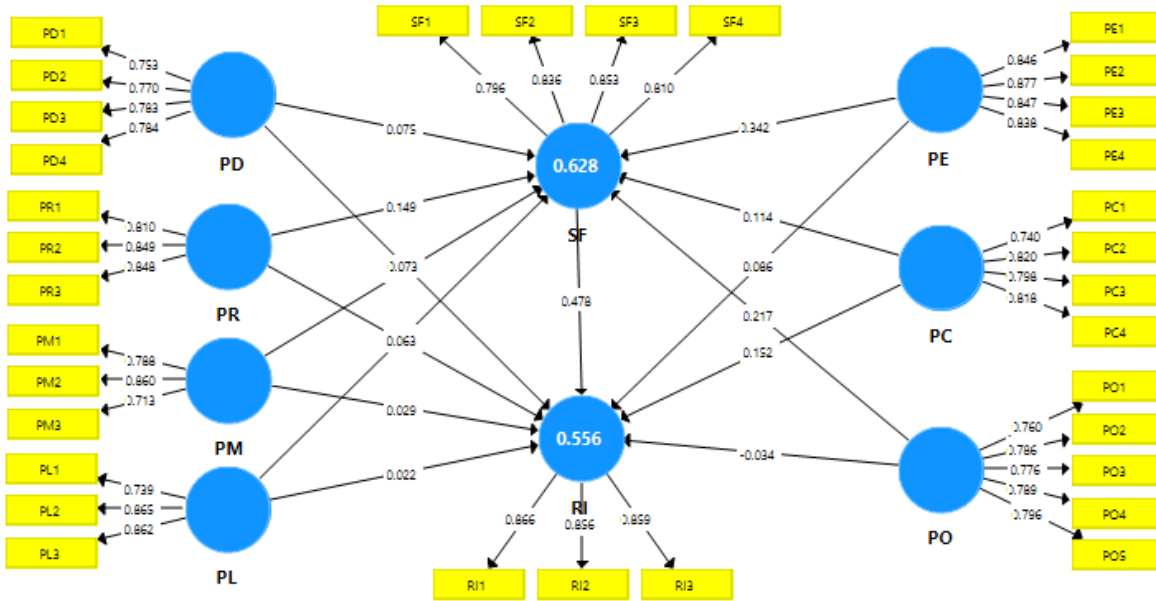 SF1
SF2
SF3
SF4
0.796
0.836
0.853
0.810
PD1
PD2
PD3
PD4
0.753
0.770
0.783
0.784
PD
PR1
PR2
PR3
0.810
0.849
0.848
PR
PM1
PM2
PM3
0.788
0.860
0.713
PM
PL1
PL2
PL3
0.739
0.865
0.862
PL
0.075
0.149
0.073
0.063
0.029
0.022
0.628
SF
0.478
0.556
RI
0.866
0.856
0.859
RI1
RI2
RI3
0.342
0.114
0.086
0.217
0.152
-0.034
PE
0.846
0.877
0.847
0.838
PE1
PE2
PE3
PE4
PC
0.740
0.820
0.798
0.818
PC1
PC2
PC3
PC4
PO
0.760
0.786
0.776
0.789
0.796
PO1
PO2
PO3
PO4
PO5